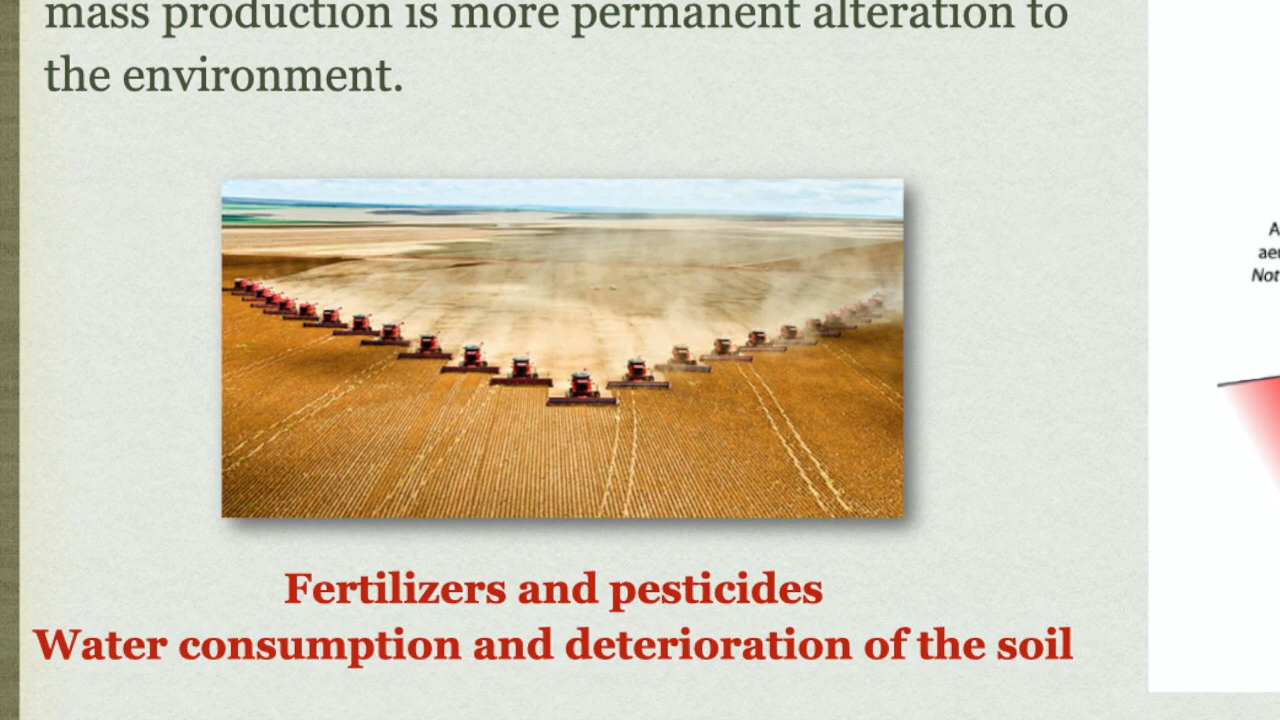 mass production is more permanent alteration to
the environment.
Not
Fertilizers and pesticides
Water consumption and deterioration of the soil